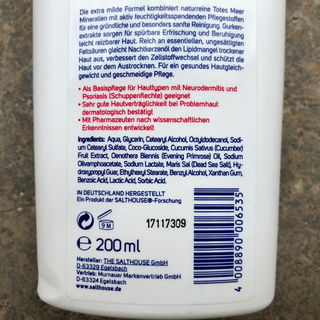 Die extra milde Formel kombiniert naturreine Totes Meer
Mineralien mit aktiv feuchtigkeitsspendenden Pflegestoffen
für eine gründliche und besonders sanfte Reinigung. Gurken-
extrakte sorgen für spürbare Erfrischung und Beruhigung
leicht reizbarer Haut. Reich an essentiellen, ungesättigten
Fettsäuren gleicht Nachtkerzenöl den Lipidmangel trockener
Haut aus, verbessert den Zellstoffwechsel und schützt die
Haut vor dem Austrocknen. Für ein gesundes Hautgleich-
gewicht und geschmeidige Pflege.
• Als Basispflege für Hauttypen mit Neurodermitis und
Psoriasis (Schuppenflechte) geeignet
• Sehr gute Hautverträglichkeit bei Problemhaut
dermatologisch bestätigt
• Mit Pharmazeuten nach wissenschaftlichen
Erkenntnissen entwickelt
Ingredients: Aqua, Glycerin, Cetearyl Alcohol, Octyldodecanol, Sodi-
um Cetearyl Sulfate, Coco-Glucoside, Cucumis Sativus (Cucumber)
Fruit Extract, Oenothera Biennis (Evening Primrose) Oil, Sodium
Olivamphoacetate, Sodium Lactate, Maris Sal (Dead Sea Salt), Hy-
droxypropyl Guar, Ethylhexyl Stearate, Benzyl Alcohol, Xanthan Gum,
Benzoic Acid, Lactic Acid, Sorbic Acid.
IN DEUTSCHLAND HERGESTELLT
Ein Produkt der SALTHOUSE®-Forschung
9 M
17117309
e 200 ml
Hersteller: THE SALTHOUSE GmbH
D-63329 Egelsbach
Vertrieb: Murnauer Markenvertrieb GmbH
D-63324 Egelsbach
www.salthouse.de
4 008890 006535